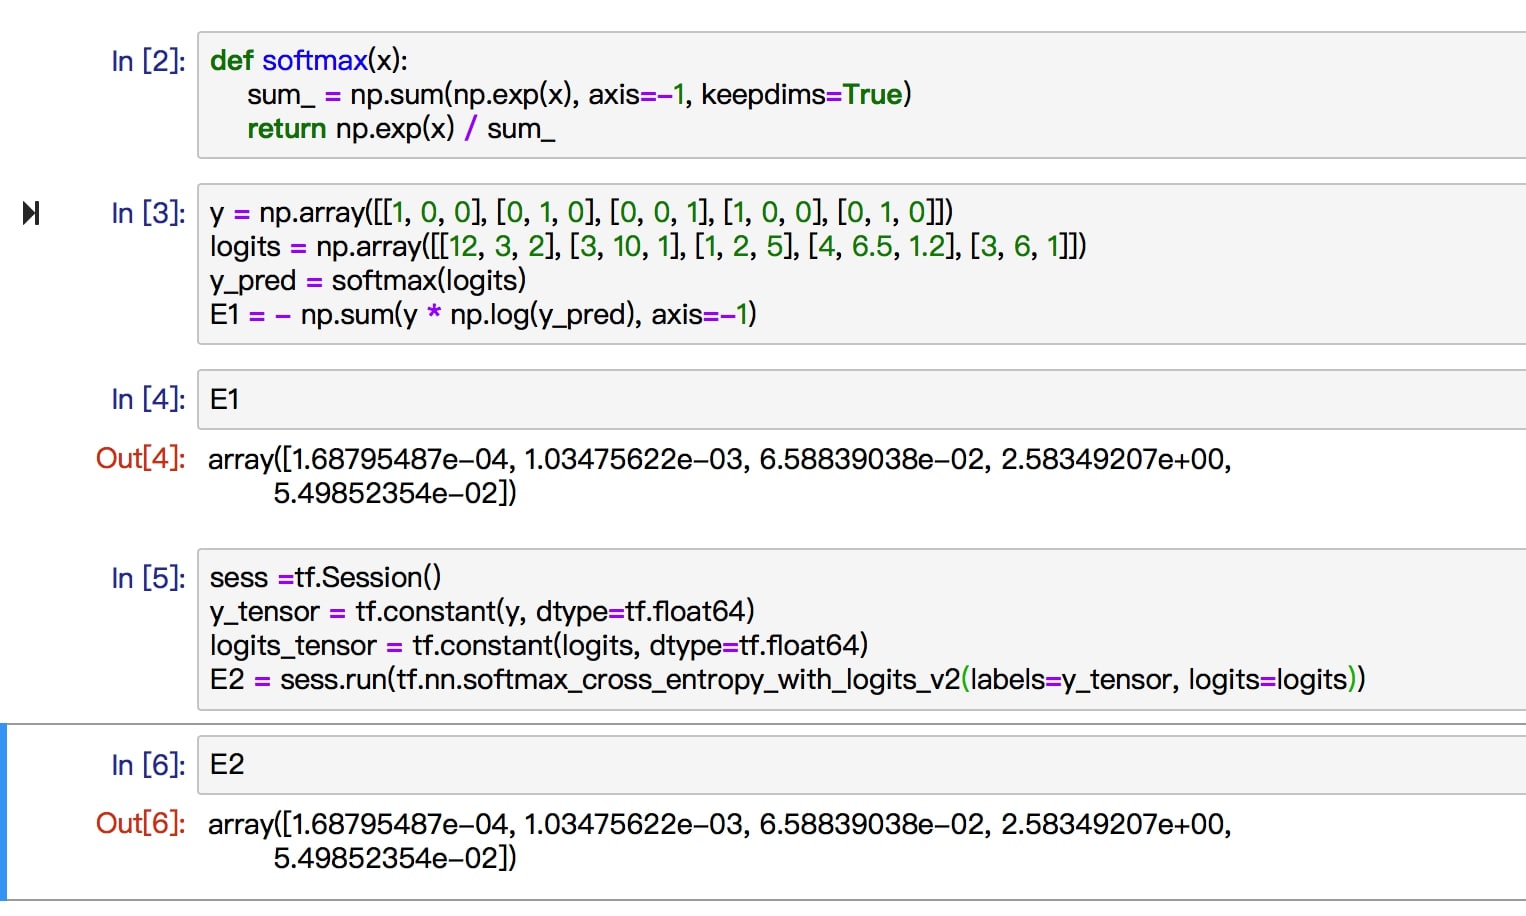 In [2]: def softmax(x):
sum_ = np.sum(np.exp(x), axis=-1, keepdims=True)
return np.exp(x) / sum_
In [3]: y = np.array([[1, 0, 0], [0, 1, 0], [0, 0, 1], [1, 0, 0], [0, 1, 0]])
logits = np.array([[12, 3, 2], [3, 10, 1], [1, 2, 5], [4, 6.5, 1.2], [3, 6, 1]])
y_pred = softmax(logits)
E1 = - np.sum(y * np.log(y_pred), axis=-1)
In [4]: E1
Out[4]: array([1.68795487e-04, 1.03475622e-03, 6.58839038e-02, 2.58349207e+00,
5.49852354e-02])
In [5]: sess =tf.Session()
y_tensor = tf.constant(y, dtype=tf.float64)
logits_tensor = tf.constant(logits, dtype=tf.float64)
E2 = sess.run(tf.nn.softmax_cross_entropy_with_logits_v2(labels=y_tensor, logits=logits))
In [6]: E2
Out[6]: array([1.68795487e-04, 1.03475622e-03, 6.58839038e-02, 2.58349207e+00,
5.49852354e-02])